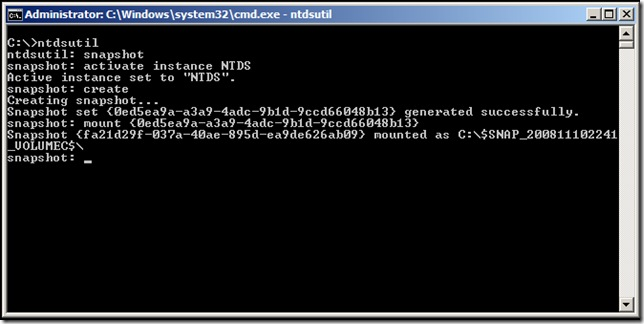 Administrator: C:\Windows\system32\cmd.exe - ntdsutil
C:\>ntdsutil
ntdsutil: snapshot
snapshot: activate instance NTDS
Active instance set to "NTDS".
snapshot: create
Creating snapshot...
Snapshot set {0ed5ea9a-a3a9-4adc-9b1d-9ccd66048b13} generated successfully.
snapshot: mount {0ed5ea9a-a3a9-4adc-9b1d-9ccd66048b13}
Snapshot {fa21d29f-037a-40ae-895d-ea9de626ab09} mounted as C:\$SNAP_200811102241
_VOLUMEC$\
snapshot: _